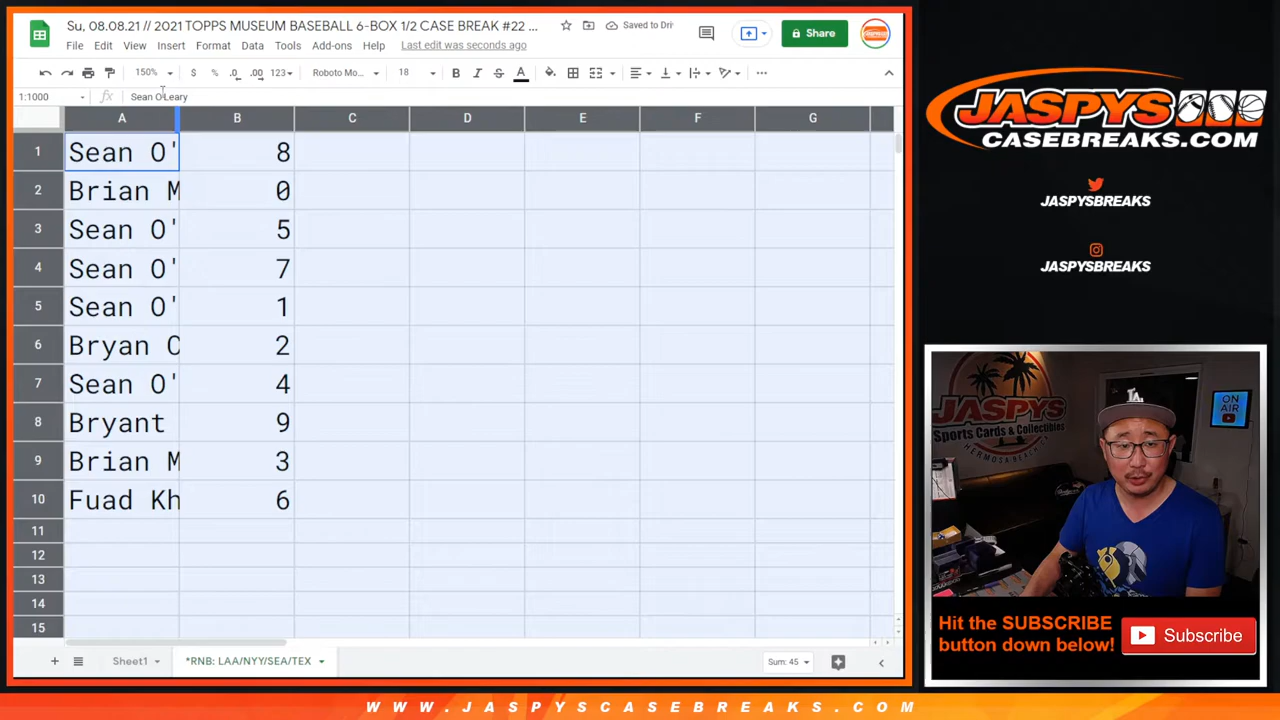 Su, 08.08.21 // 2021 TOPPS MUSEUM BASEBALL 6-BOX 1/2 CASE BREAK #22 ...
Saved to Dri
File Edit View Insert Format Data Tools Add-ons Help Last edit was seconds ago
Share
150% $ % .0 .00 123 Roboto Mo... 18 B I S A
1:1000 fx Sean O'Leary
A B C D E F G
1 Sean O' 8
2 Brian M 0
3 Sean O' 5
4 Sean O' 7
5 Sean O' 1
6 Bryan C 2
7 Sean O' 4
8 Bryant 9
9 Brian M 3
10 Fuad Kh 6
11
12
13
14
15
Sheet1 *RNB: LAA/NYY/SEA/TEX Sum: 45
JASPYS
CASEBREAKS.COM
JASPYSBREAKS
JASPYSBREAKS
JASPYS
Sports Cards & Collectibles
HERMOSA BEACH, CA
ON
AIR
LA
Hit the SUBSCRIBE
button down below!
Subscribe
WWW.JASPYSCASEBREAKS.COM